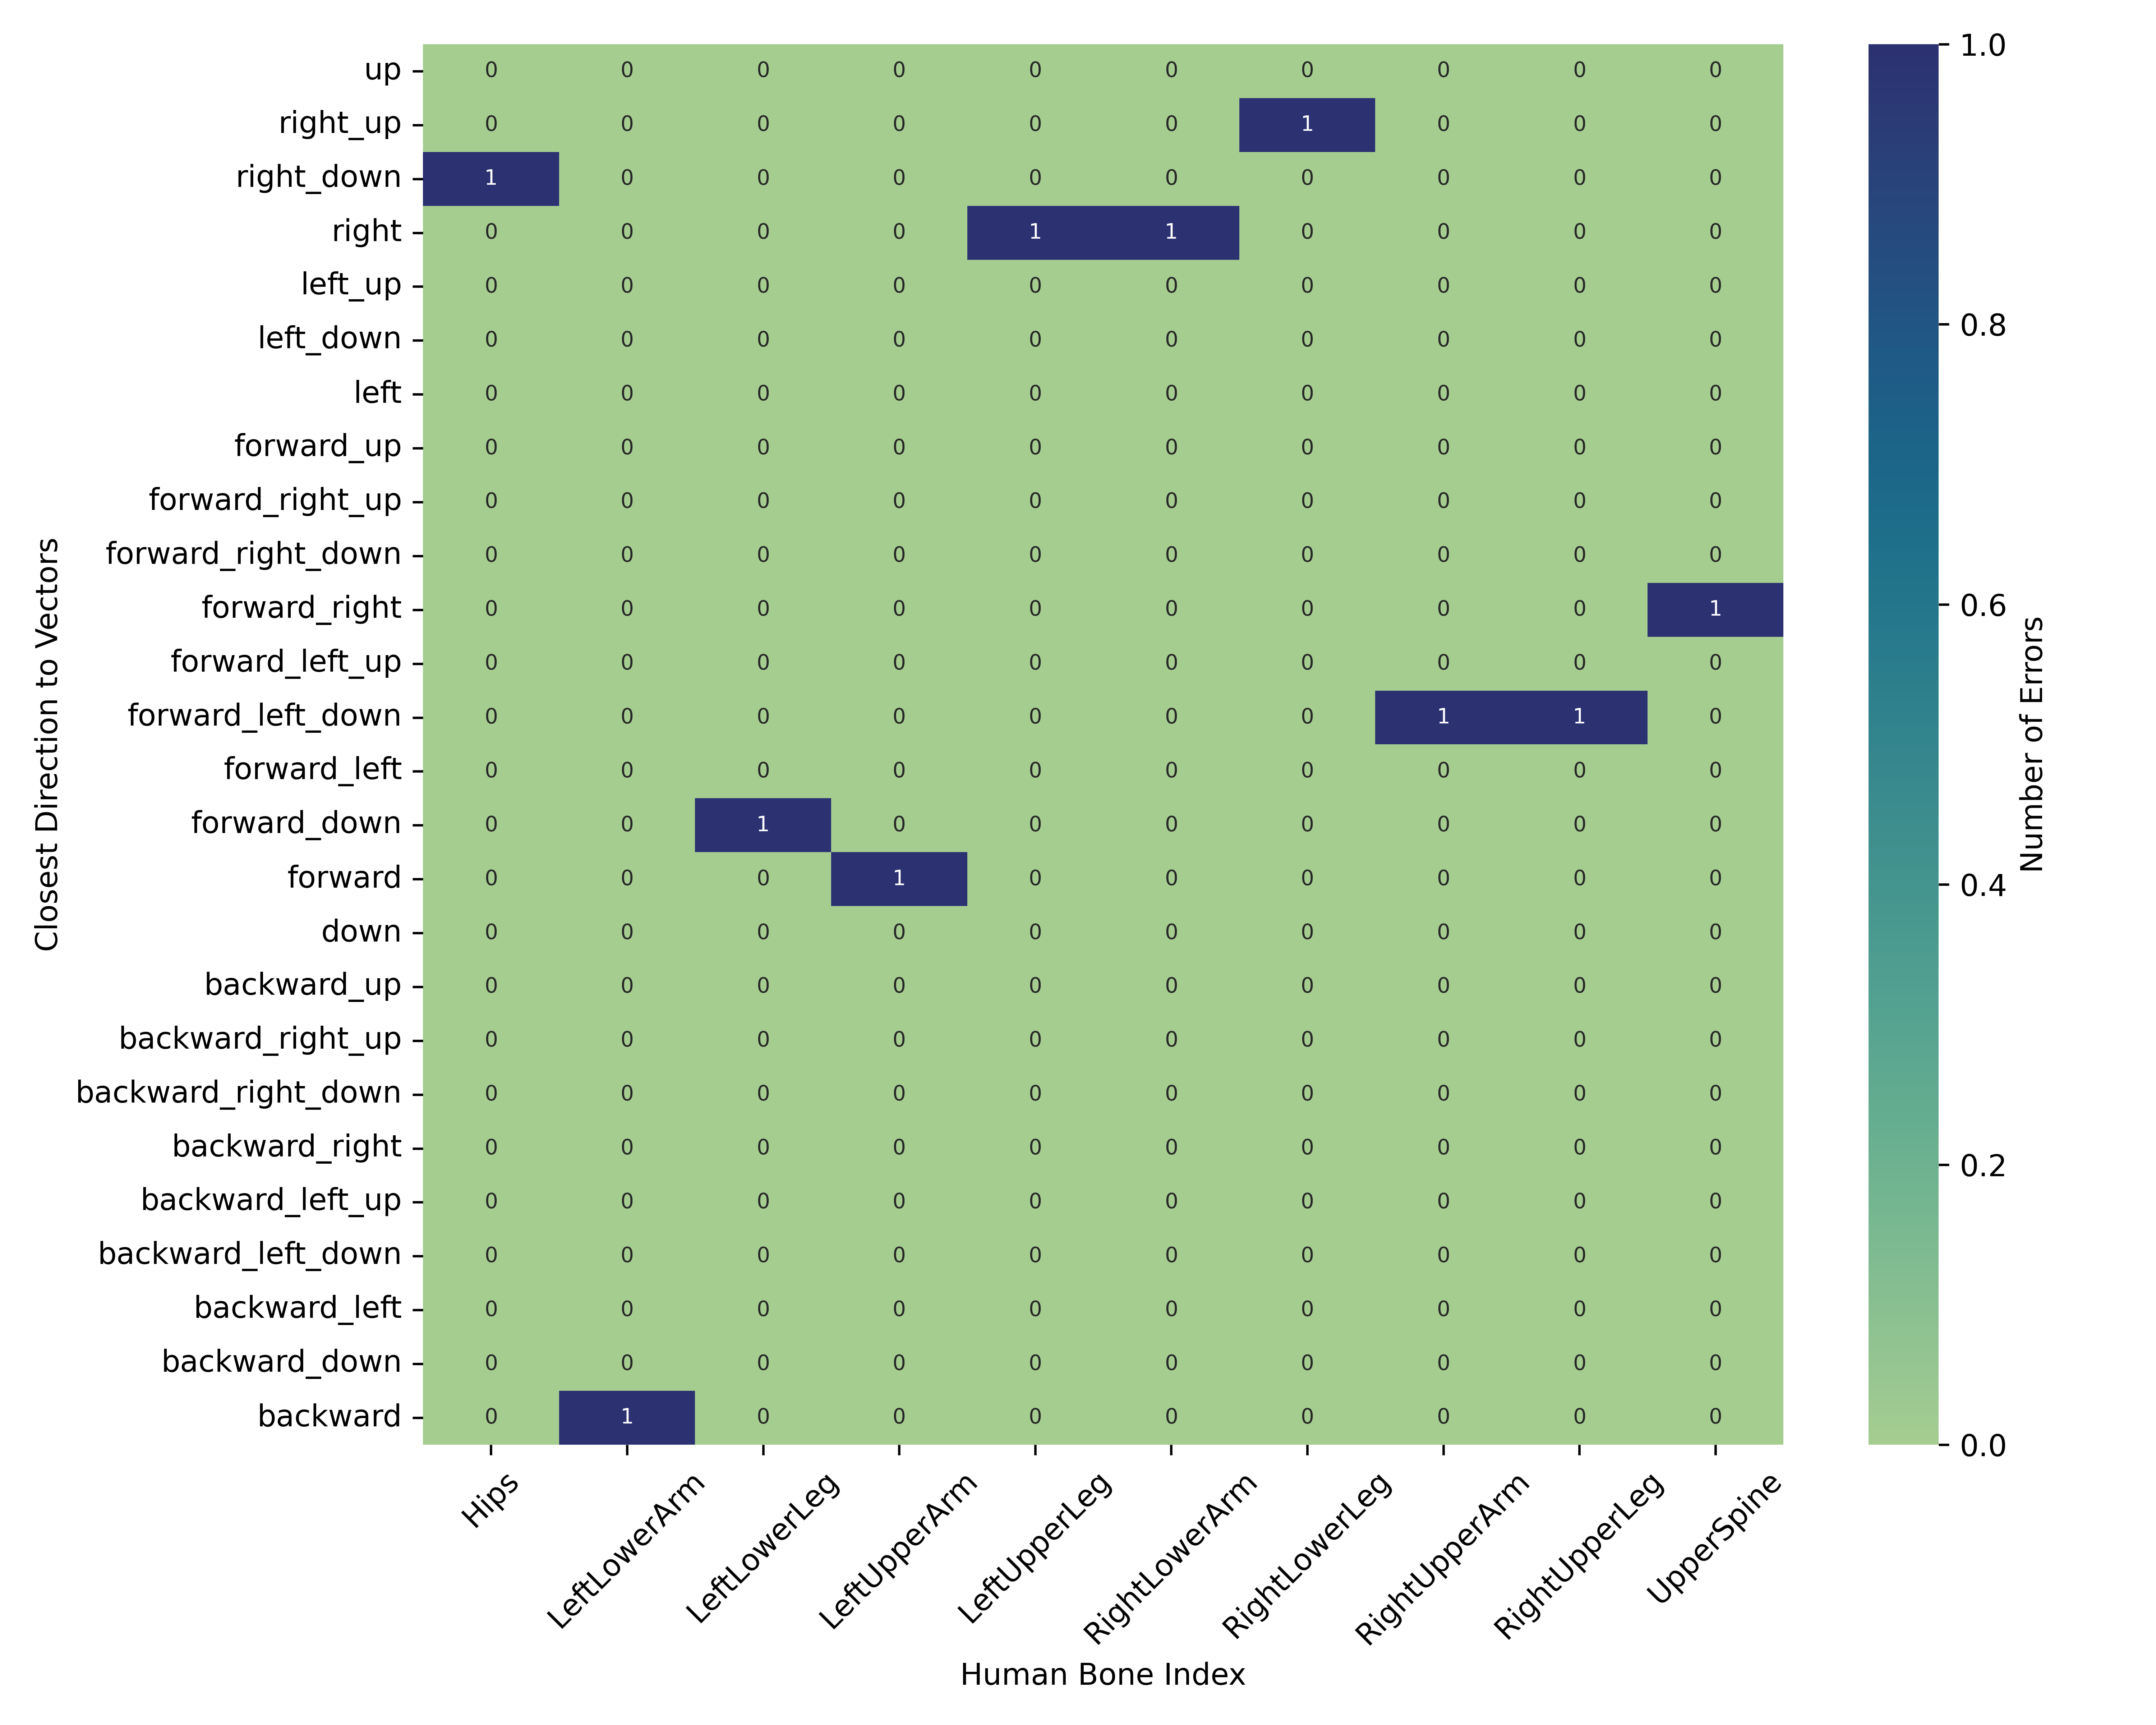 up 0 0 0 0 0 0 0 0 0 0
right_up 0 0 0 0 0 0 1 0 0 0
right_down 1 0 0 0 0 0 0 0 0 0
right 0 0 0 0 1 1 0 0 0 0
left_up 0 0 0 0 0 0 0 0 0 0
left_down 0 0 0 0 0 0 0 0 0 0
left 0 0 0 0 0 0 0 0 0 0
forward_up 0 0 0 0 0 0 0 0 0 0
forward_right_up 0 0 0 0 0 0 0 0 0 0
forward_right_down 0 0 0 0 0 0 0 0 0 0
forward_right 0 0 0 0 0 0 0 0 0 1
forward_left_up 0 0 0 0 0 0 0 0 0 0
forward_left_down 0 0 0 0 0 0 0 1 1 0
forward_left 0 0 0 0 0 0 0 0 0 0
forward_down 0 0 1 0 0 0 0 0 0 0
forward 0 0 0 1 0 0 0 0 0 0
down 0 0 0 0 0 0 0 0 0 0
backward_up 0 0 0 0 0 0 0 0 0 0
backward_right_up 0 0 0 0 0 0 0 0 0 0
backward_right_down 0 0 0 0 0 0 0 0 0 0
backward_right 0 0 0 0 0 0 0 0 0 0
backward_left_up 0 0 0 0 0 0 0 0 0 0
backward_left_down 0 0 0 0 0 0 0 0 0 0
backward_left 0 0 0 0 0 0 0 0 0 0
backward_down 0 0 0 0 0 0 0 0 0 0
backward 0 1 0 0 0 0 0 0 0 0
Closest Direction to Vectors
Hips LeftLowerArm LeftLowerLeg LeftUpperArm LeftUpperLeg RightLowerArm RightLowerLeg RightUpperArm RightUpperLeg UpperSpine
Human Bone Index
1.0
0.8
0.6
0.4
0.2
0.0
Number of Errors